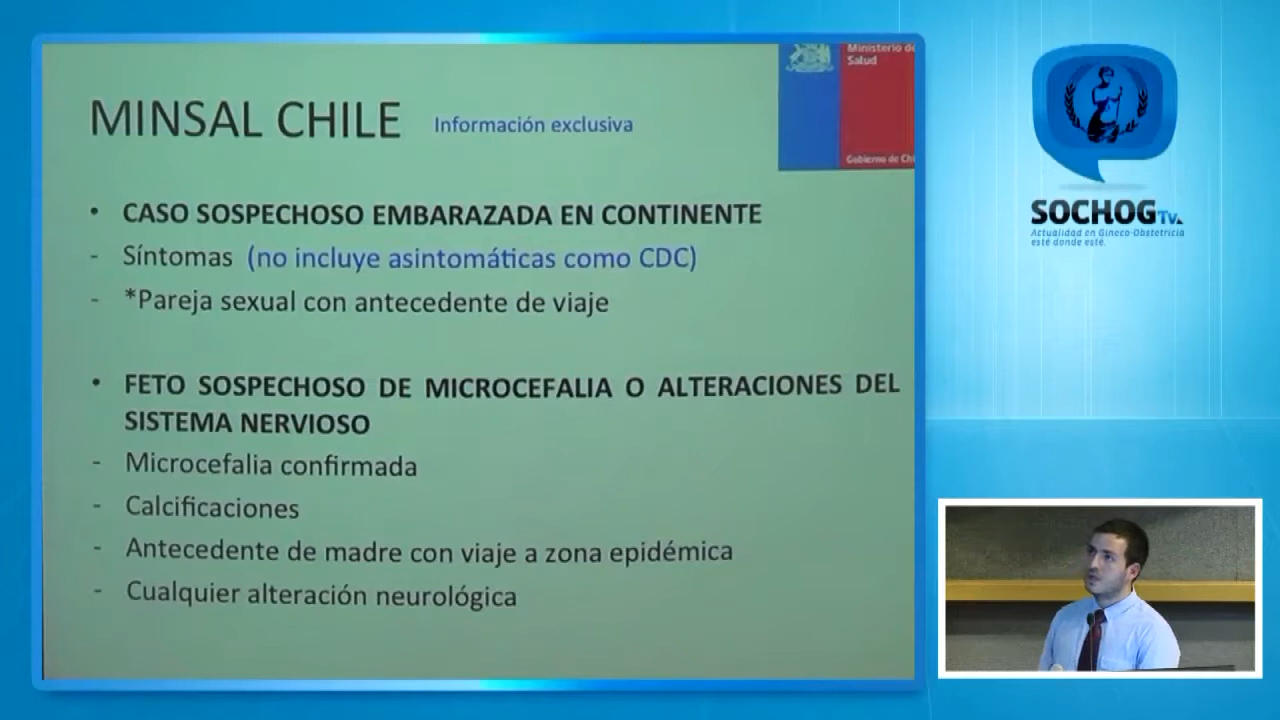 MINSAL CHILE Información exclusiva
Ministerio de
Salud
Gobierno de Ch
• CASO SOSPECHOSO EMBARAZADA EN CONTINENTE
- Síntomas (no incluye asintomáticas como CDC)
- *Pareja sexual con antecedente de viaje
• FETO SOSPECHOSO DE MICROCEFALIA O ALTERACIONES DEL
SISTEMA NERVIOSO
- Microcefalia confirmada
- Calcificaciones
- Antecedente de madre con viaje a zona epidémica
- Cualquier alteración neurológica
SOCHOG Tv.
Actualidad en Gineco-Obstetricia
esté donde esté.